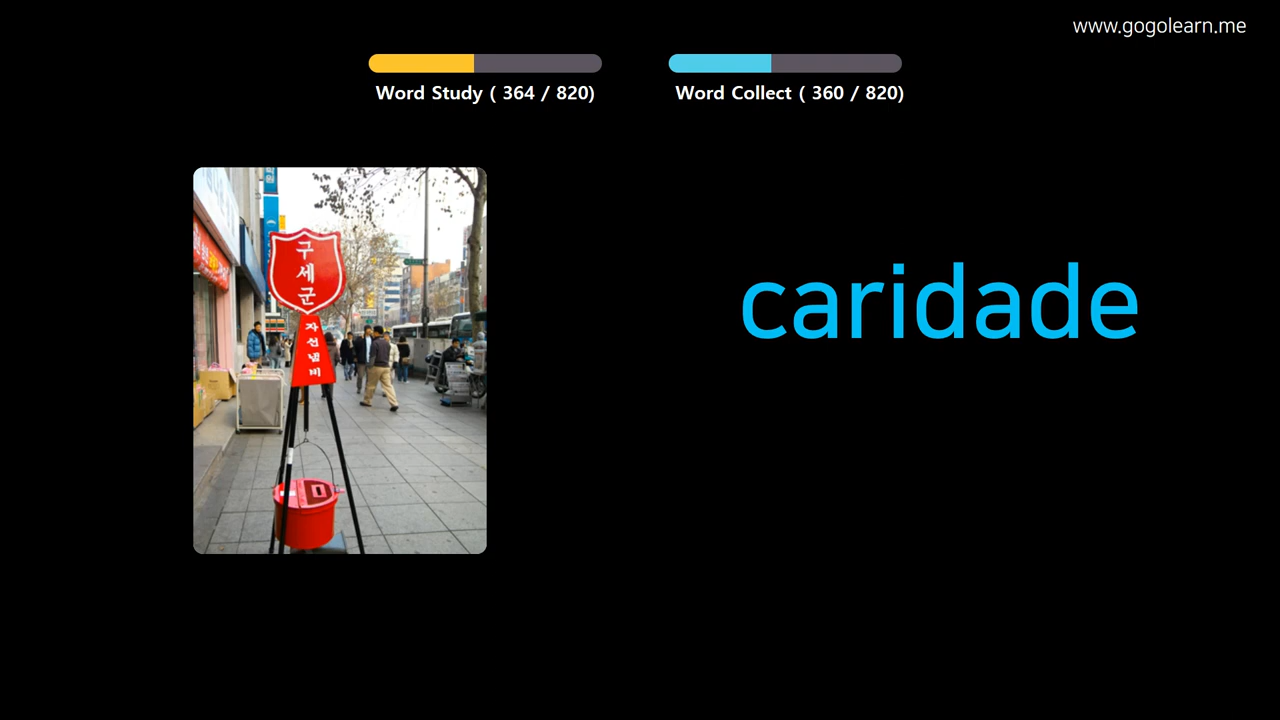 www.gogolearn.me
Word Study ( 364 / 820)
Word Collect ( 360 / 820)
구
세
군
자
선
냄
비
caridade